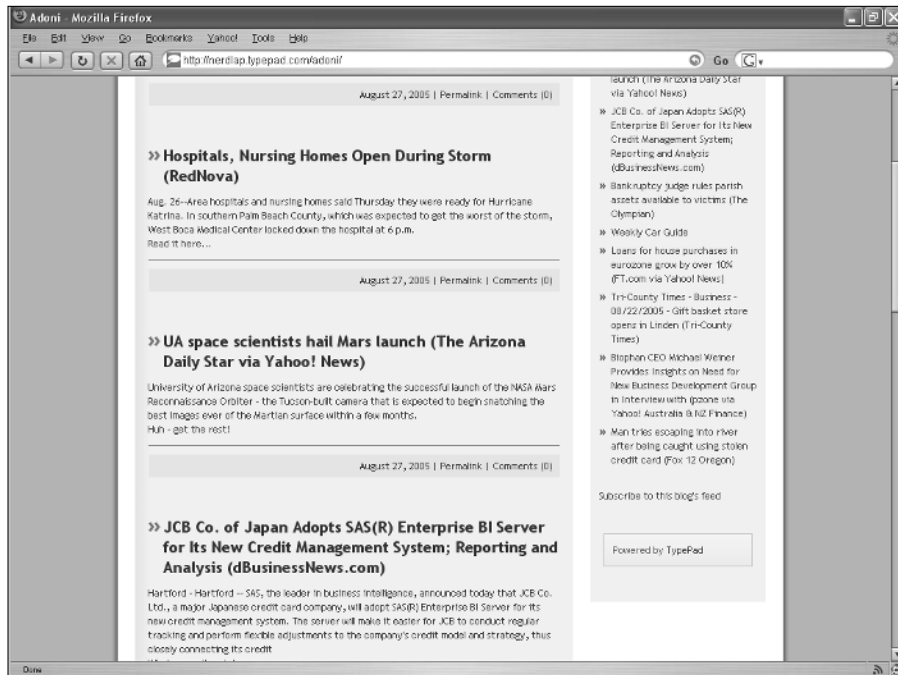 Adoni - Mozilla Firefox
File Edit View Go Bookmarks Yahoo! Tools Help
http://nerdlap.typepad.com/adoni/
Go
G
August 27, 2005 | Permalink | Comments (0)
» Hospitals, Nursing Homes Open During Storm
(RedNova)
Aug. 26--Area hospitals and nursing homes said Thursday they were ready for Hurricane
Katrina. In southern Palm Beach County, which was expected to get the worst of the storm,
West Boca Medical Center locked down the hospital at 6 p.m.
Read it here...
August 27, 2005 | Permalink | Comments (0)
» UA space scientists hail Mars launch (The Arizona
Daily Star via Yahoo! News)
University of Arizona space scientists are celebrating the successful launch of the NASA Mars
Reconnaissance Orbiter - the Tucson-built camera that is expected to begin snatching the
best images ever of the Martian surface within a few months.
Huh - get the rest!
August 27, 2005 | Permalink | Comments (0)
» JCB Co. of Japan Adopts SAS(R) Enterprise BI Server
for Its New Credit Management System; Reporting and
Analysis (dBusinessNews.com)
Hartford - Hartford -- SAS, the leader in business intelligence, announced today that JCB Co.
Ltd., a major Japanese credit card company, will adopt SAS(R) Enterprise BI Server for its
new credit management system. The server will make it easier for JCB to conduct regular
tracking and perform flexible adjustments to the company's credit model and strategy, thus
closely connecting its credit
launch (The Arizona Daily Star
via Yahoo! News)
» JCB Co. of Japan Adopts SAS(R)
Enterprise BI Server for Its New
Credit Management System;
Reporting and Analysis
(dBusinessNews.com)
» Bankruptcy judge rules parish
assets available to victims (The
Olympian)
» Weekly Car Guide
» Loans for house purchases in
eurozone grow by over 10%
(FT.com via Yahoo! News)
» Tri-County Times - Business -
08/22/2005 - Gift basket store
opens in Linden (Tri-County
Times)
» Biophan CEO Michael Weiner
Provides Insights on Need for
New Business Development Group
in Interview with (pzone via
Yahoo! Australia & NZ Finance)
» Man tries escaping into river
after being caught using stolen
credit card (Fox 12 Oregon)
Subscribe to this blog's feed
Powered by TypePad
Done